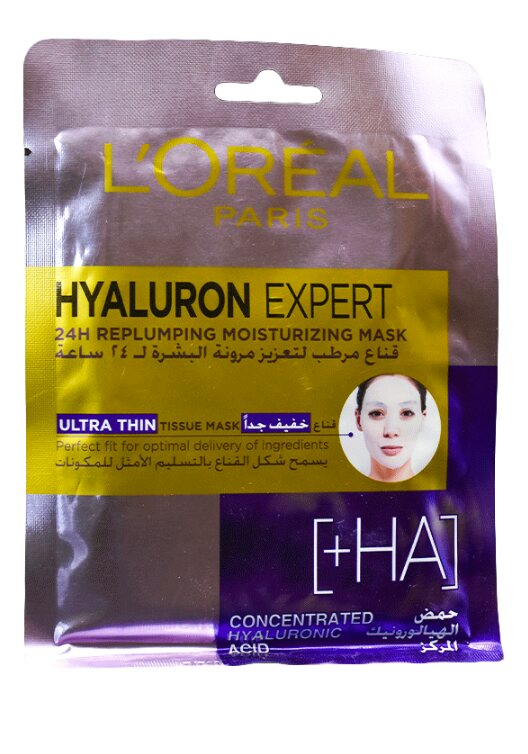 L'ORÉAL
PARIS
HYALURON EXPERT
24H REPLUMPING MOISTURIZING MASK
قناع مرطب لتعزيز مرونة البشرة لـ ٢٤ ساعة
ULTRA THIN TISSUE MASK قناع خفيف جداً
Perfect fit for optimal delivery of ingredients
يسمح شكل القناع بالتسليم الأمثل للمكونات
[+HA]
CONCENTRATED حمض
HYALURONIC الهيالورونيك
ACID المركز